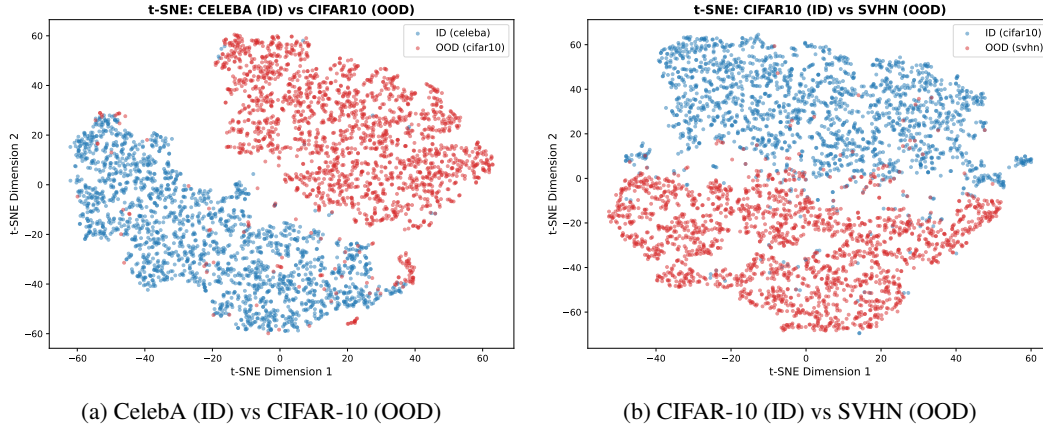 t-SNE: CELEBA (ID) vs CIFAR10 (OOD)
ID (celeba)
OOD (cifar10)
t-SNE Dimension 2
60
40
20
0
−20
−40
−60
−60
−40
−20
0
20
40
60
t-SNE Dimension 1
(a) CelebA (ID) vs CIFAR-10 (OOD)
t-SNE: CIFAR10 (ID) vs SVHN (OOD)
ID (cifar10)
OOD (svhn)
t-SNE Dimension 2
60
40
20
0
−20
−40
−60
−40
−20
0
20
40
60
t-SNE Dimension 1
(b) CIFAR-10 (ID) vs SVHN (OOD)